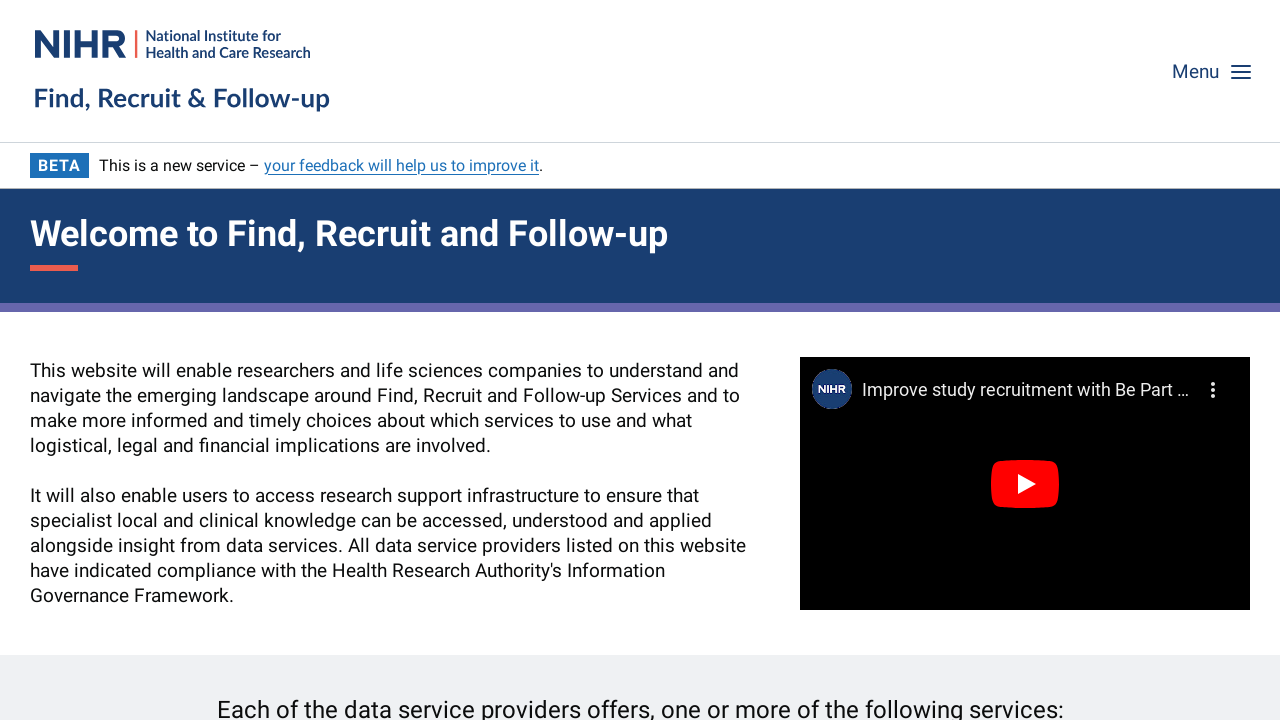 NIHR | National Institute for
Health and Care Research
Find, Recruit & Follow-up
Menu
BETA This is a new service – your feedback will help us to improve it.
Welcome to Find, Recruit and Follow-up
This website will enable researchers and life sciences companies to understand and
navigate the emerging landscape around Find, Recruit and Follow-up Services and to
make more informed and timely choices about which services to use and what
logistical, legal and financial implications are involved.
It will also enable users to access research support infrastructure to ensure that
specialist local and clinical knowledge can be accessed, understood and applied
alongside insight from data services. All data service providers listed on this website
have indicated compliance with the Health Research Authority's Information
Governance Framework.
NIHR Improve study recruitment with Be Part ...
Each of the data service providers offers, one or more of the following services: